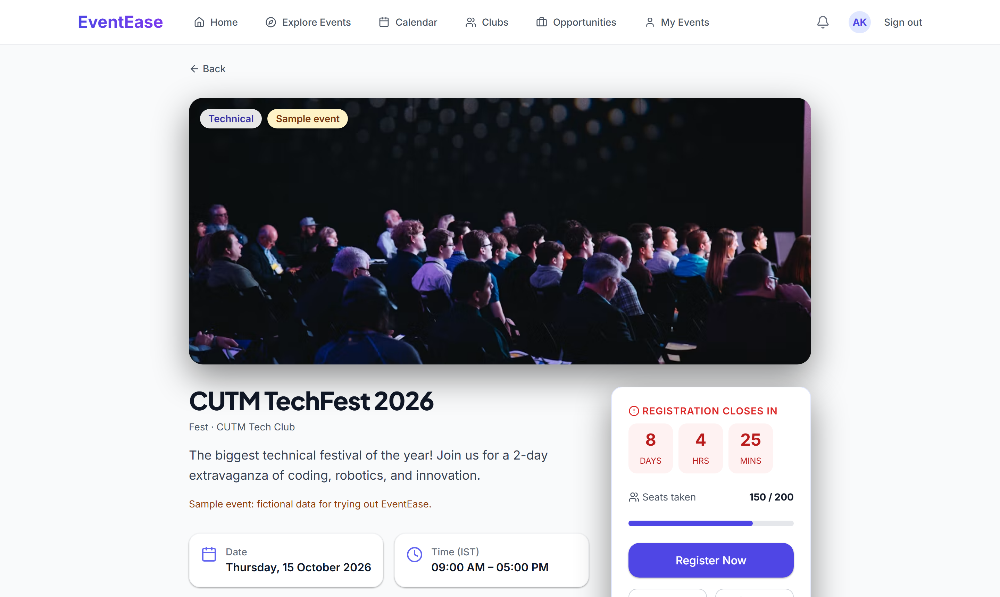 EventEase
Home
Explore Events
Calendar
Clubs
Opportunities
My Events
AK
Sign out
Back
Technical
Sample event
CUTM TechFest 2026
Fest · CUTM Tech Club
The biggest technical festival of the year! Join us for a 2-day
extravaganza of coding, robotics, and innovation.
Sample event: fictional data for trying out EventEase.
Date
Thursday, 15 October 2026
Time (IST)
09:00 AM – 05:00 PM
REGISTRATION CLOSES IN
8
DAYS
4
HRS
25
MINS
Seats taken
150 / 200
Register Now